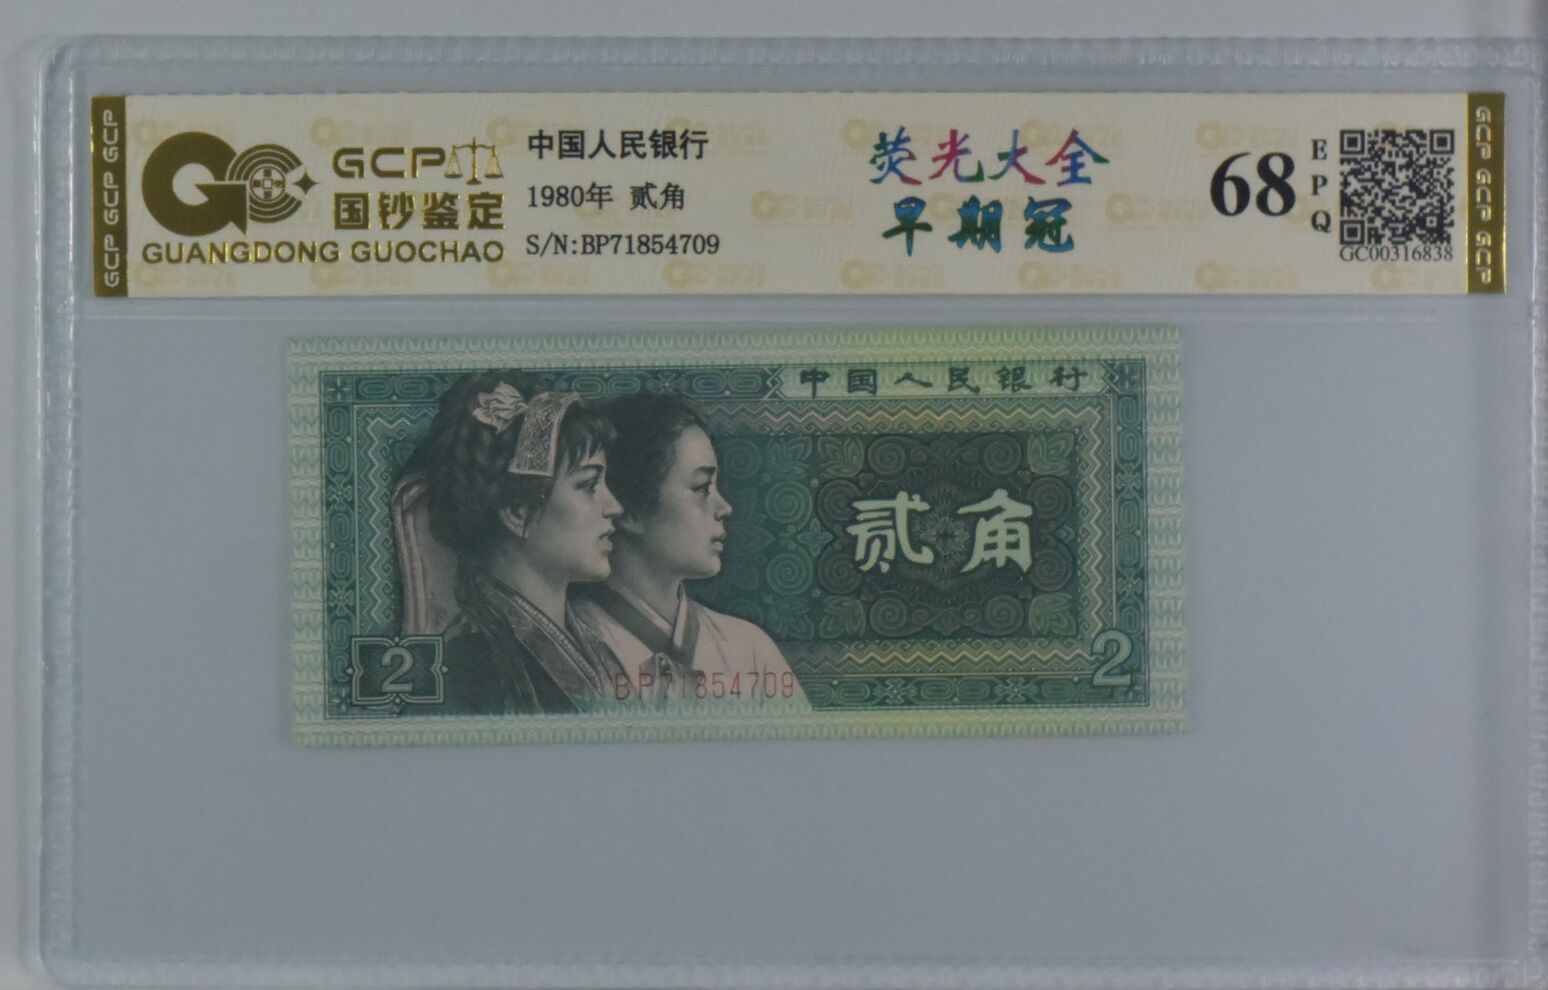 GCP GCP GCP
GCP
国钞鉴定
GUANGDONG GUOCHAO
中国人民银行
1980年 贰角
S/N:BP71854709
荧光大全
早期冠
68
EPQ
GC00316838
GCP GCP GCP
中国人民银行
贰角
2
BP71854709
2